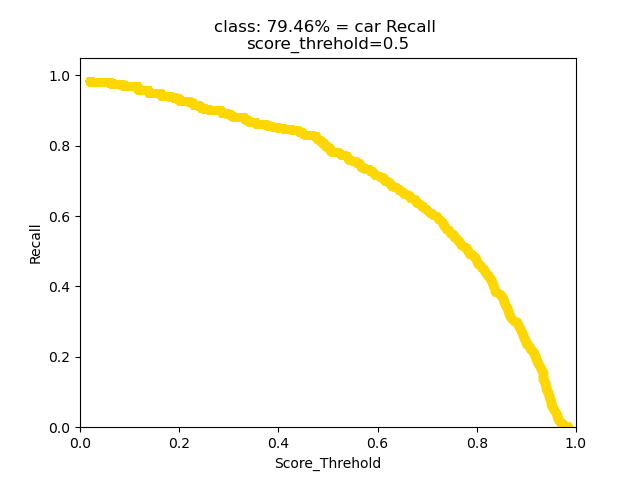 class: 79.46% = car Recall
score_threhold=0.5
Recall
1.0
0.8
0.6
0.4
0.2
0.0
0.0 0.2 0.4 0.6 0.8 1.0
Score_Threhold